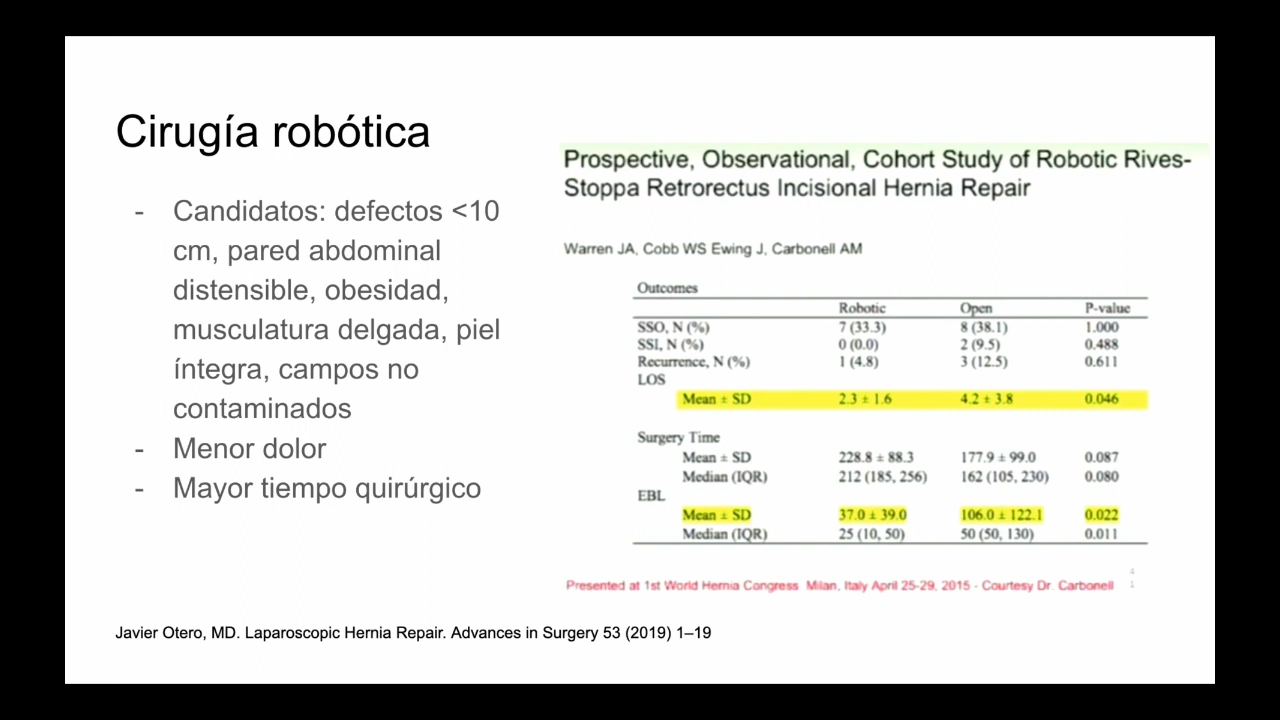 Cirugía robótica
- Candidatos: defectos <10
cm, pared abdominal
distensible, obesidad,
musculatura delgada, piel
íntegra, campos no
contaminados
- Menor dolor
- Mayor tiempo quirúrgico
Prospective, Observational, Cohort Study of Robotic Rives-
Stoppa Retrorectus Incisional Hernia Repair
Warren JA, Cobb WS Ewing J, Carbonell AM
Outcomes
Robotic Open P-value
SSO, N (%) 7 (33.3) 8 (38.1) 1.000
SSI, N (%) 0 (0.0) 2 (9.5) 0.488
Recurrence, N (%) 1 (4.8) 3 (12.5) 0.611
LOS
Mean ± SD 2.3 ± 1.6 4.2 ± 3.8 0.046
Surgery Time
Mean ± SD 228.8 ± 88.3 177.9 ± 99.0 0.087
Median (IQR) 212 (185, 256) 162 (105, 230) 0.080
EBL
Mean ± SD 37.0 ± 39.0 106.0 ± 122.1 0.022
Median (IQR) 25 (10, 50) 50 (50, 130) 0.011
Presented at 1st World Hernia Congress Milan, Italy April 25-29, 2015 - Courtesy Dr. Carbonell
Javier Otero, MD. Laparoscopic Hernia Repair. Advances in Surgery 53 (2019) 1–19